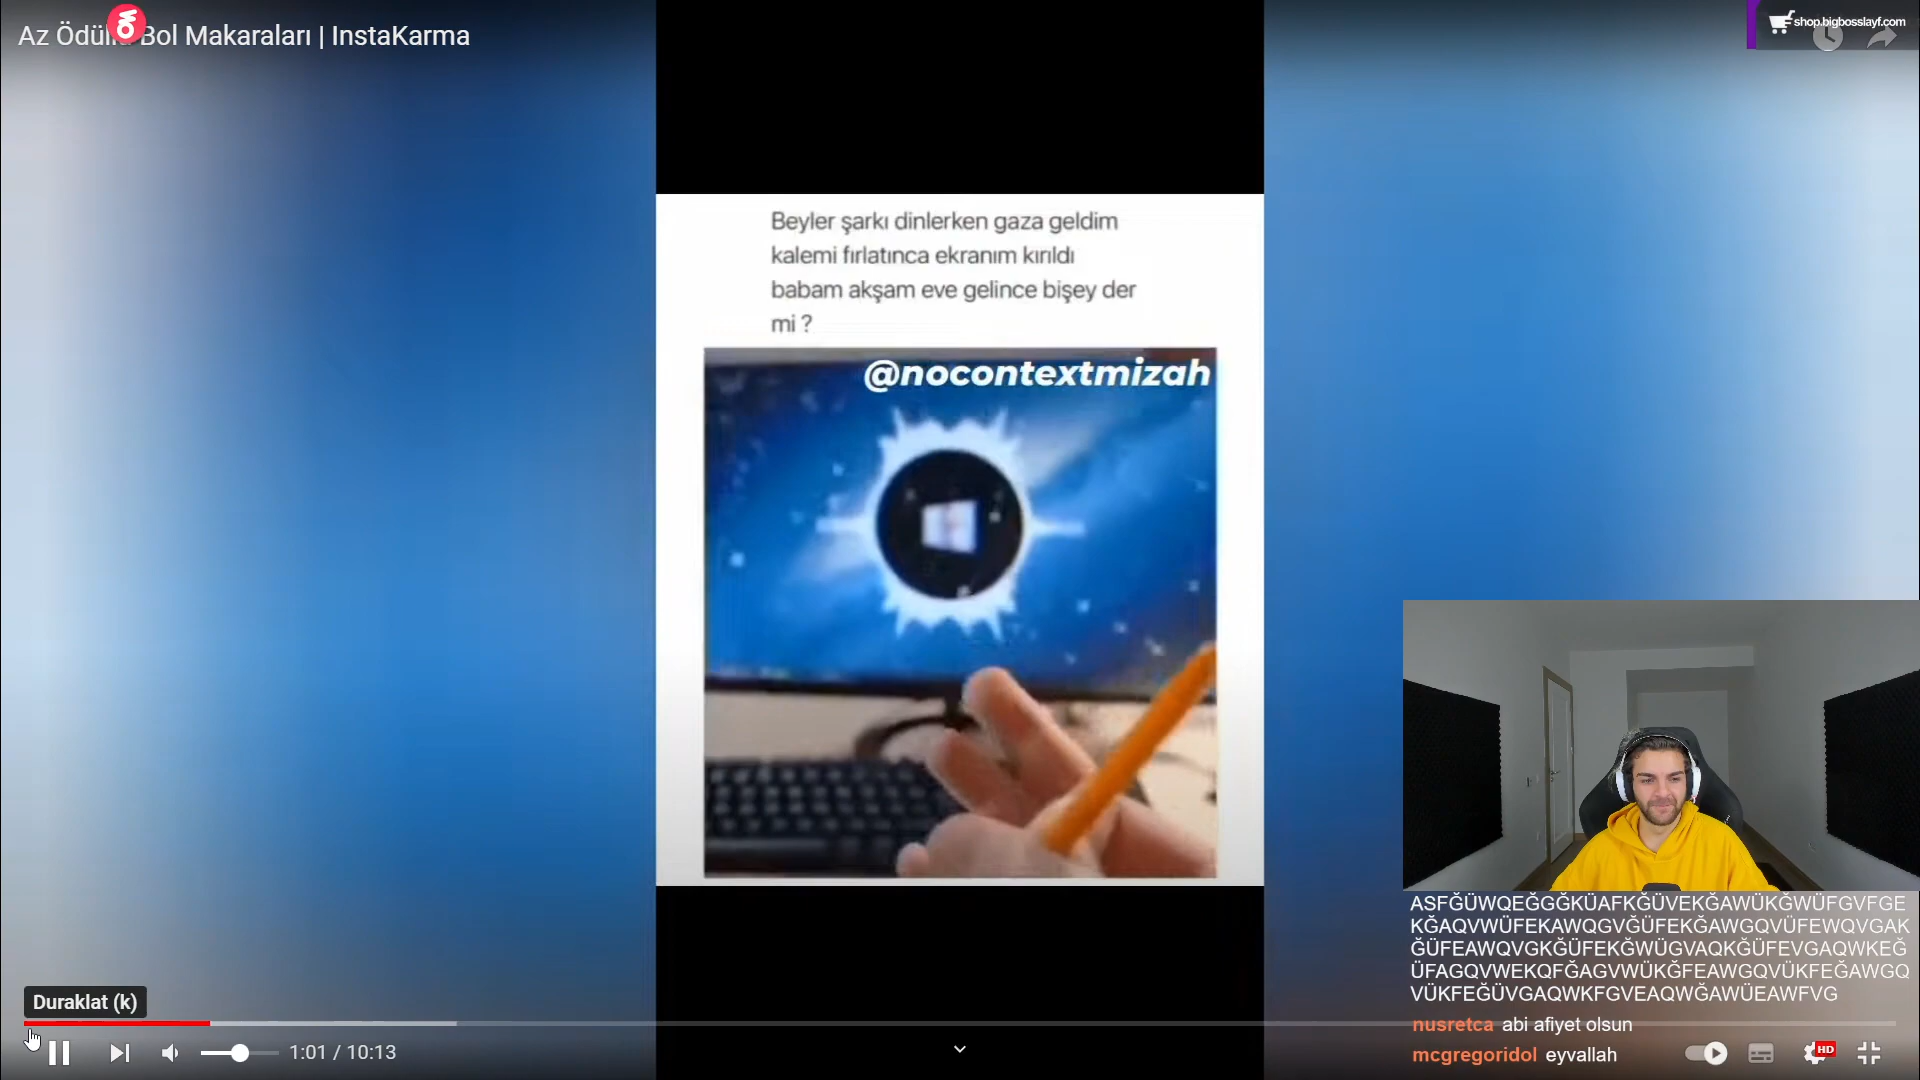 Az Ödüllü Bol Makaraları | InstaKarma
shop.bigbosslayf.com
Beyler şarkı dinlerken gaza geldim
kalemi fırlatınca ekranım kırıldı
babam akşam eve gelince bişey der
mi ?
@nocontextmizah
ASFĞÜWQEĞGĞKÜAFKĞÜVEKĞAWÜKĞWÜFGVFGE
KĞAQVWÜFEKAWQGVĞÜFEKĞAWGQVÜFEWQVGAK
ĞÜFEAWQVGKĞÜFEKĞWÜGVAQKĞÜFEVGAQWKEĞ
ÜFAGQVWEKQFĞAGVWÜKĞFEAWGQVÜKFEĞAWGQ
VÜKFEĞÜVGAQWKFGVEAQWĞAWÜEAWFVG
nusretca abi afiyet olsun
mcgregoridol eyvallah
Duraklat (k)
1:01 / 10:13
HD